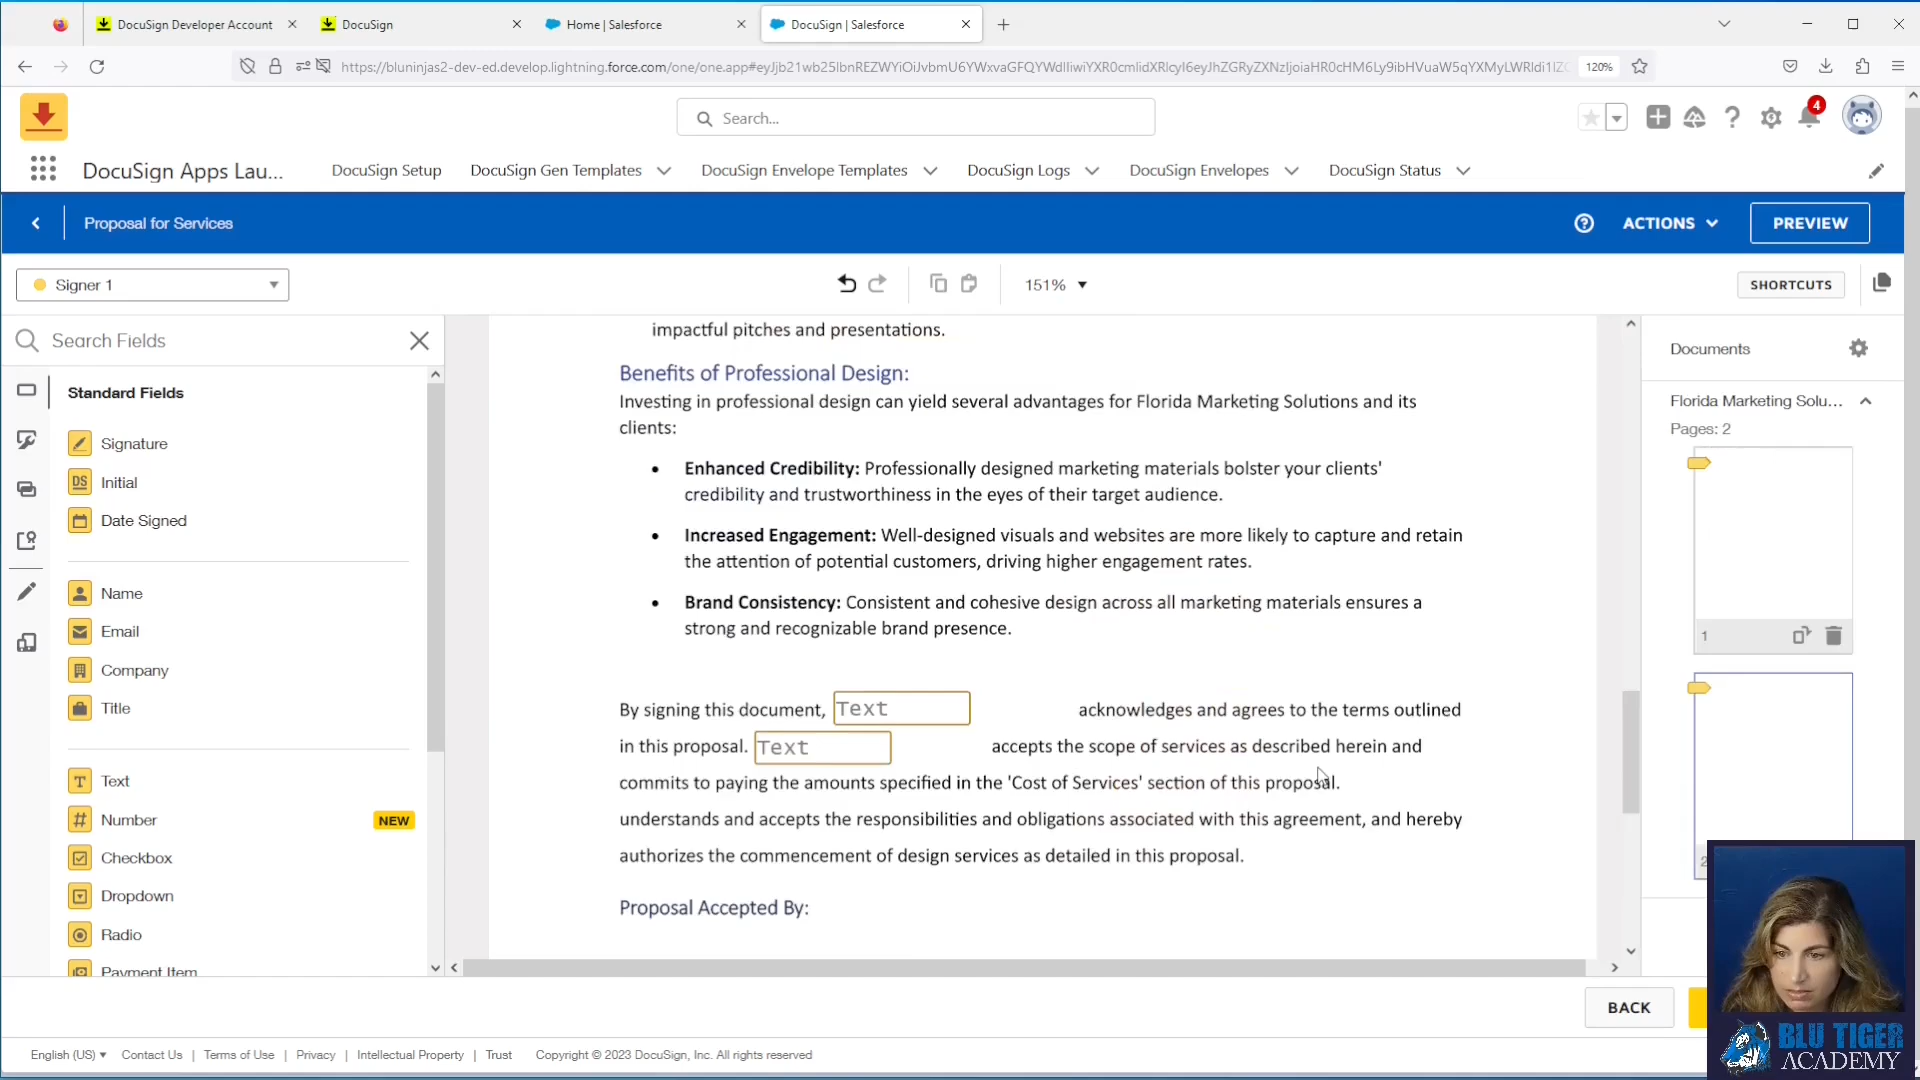 DocuSign Developer Account
DocuSign
Home | Salesforce
DocuSign | Salesforce
120%
Search...
4
DocuSign Apps Lau...
DocuSign Setup
DocuSign Gen Templates
DocuSign Envelope Templates
DocuSign Logs
DocuSign Envelopes
DocuSign Status
Proposal for Services
ACTIONS
PREVIEW
Signer 1
151%
SHORTCUTS
Search Fields
Standard Fields
Signature
DS Initial
Date Signed
Name
Email
Company
Title
Text
Number
NEW
Checkbox
Dropdown
Radio
Payment Item
impactful pitches and presentations.
Benefits of Professional Design:
Investing in professional design can yield several advantages for Florida Marketing Solutions and its
clients:
• Enhanced Credibility: Professionally designed marketing materials bolster your clients'
credibility and trustworthiness in the eyes of their target audience.
• Increased Engagement: Well-designed visuals and websites are more likely to capture and retain
the attention of potential customers, driving higher engagement rates.
• Brand Consistency: Consistent and cohesive design across all marketing materials ensures a
strong and recognizable brand presence.
By signing this document, Text acknowledges and agrees to the terms outlined
in this proposal. Text accepts the scope of services as described herein and
commits to paying the amounts specified in the 'Cost of Services' section of this proposal.
understands and accepts the responsibilities and obligations associated with this agreement, and hereby
authorizes the commencement of design services as detailed in this proposal.
Proposal Accepted By:
Documents
Florida Marketing Solu...
Pages: 2
1
2
BACK
English (US)
Contact Us | Terms of Use | Privacy | Intellectual Property | Trust
Copyright © 2023 DocuSign, Inc. All rights reserved
BLU TIGER
ACADEMY